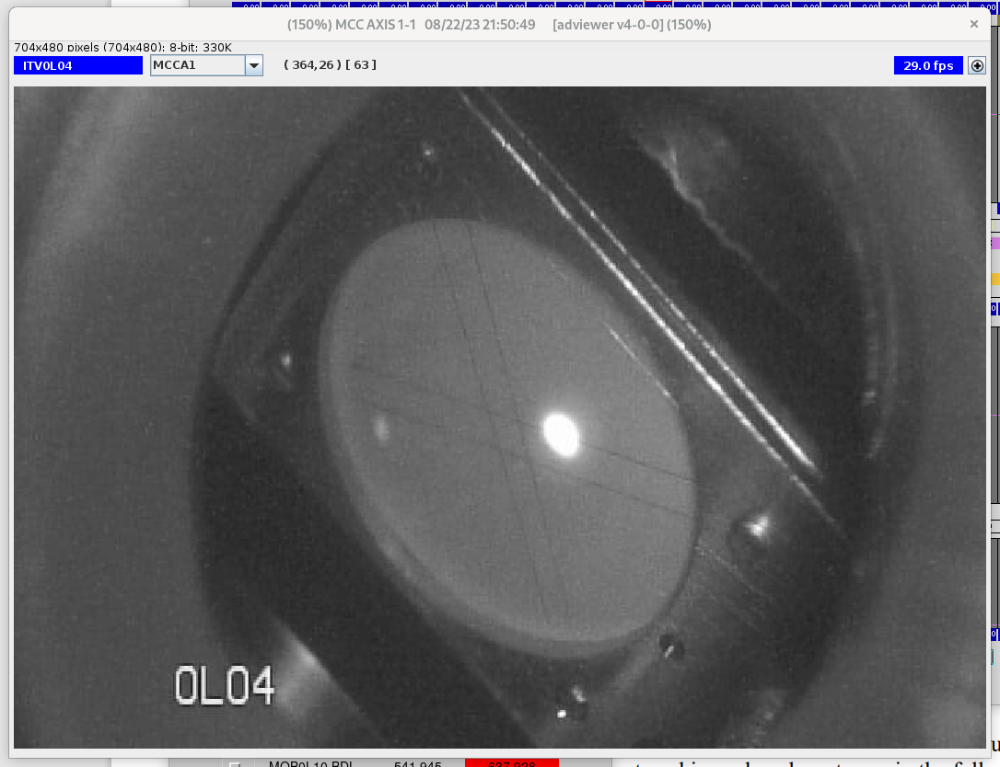 (150%) MCC AXIS 1-1 08/22/23 21:50:49 [adviewer v4-0-0] (150%)
704x480 pixels (704x480): 8-bit: 330K
ITV0L04
MCCA1
( 364,26 ) [ 63 ]
29.0 fps
0L04